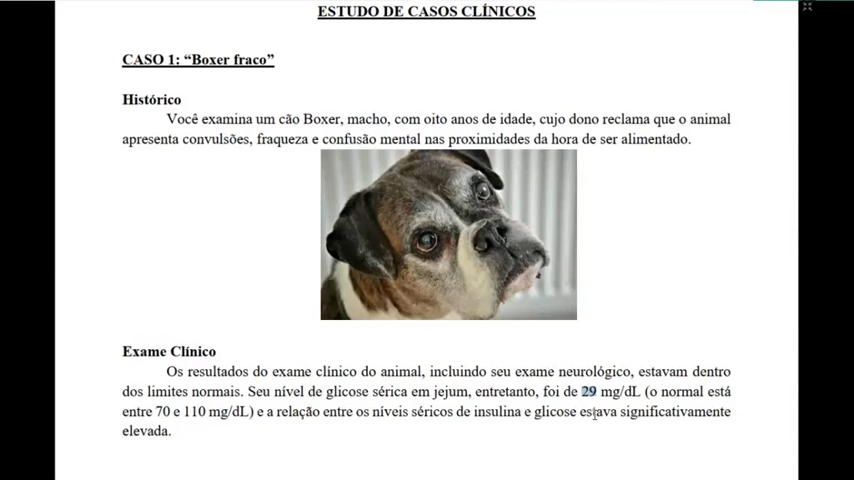 ESTUDO DE CASOS CLÍNICOS
CASO 1: “Boxer fraco”
Histórico
Você examina um cão Boxer, macho, com oito anos de idade, cujo dono reclama que o animal
apresenta convulsões, fraqueza e confusão mental nas proximidades da hora de ser alimentado.
Exame Clínico
Os resultados do exame clínico do animal, incluindo seu exame neurológico, estavam dentro
dos limites normais. Seu nível de glicose sérica em jejum, entretanto, foi de 29 mg/dL (o normal está
entre 70 e 110 mg/dL) e a relação entre os níveis séricos de insulina e glicose estava significativamente
elevada.